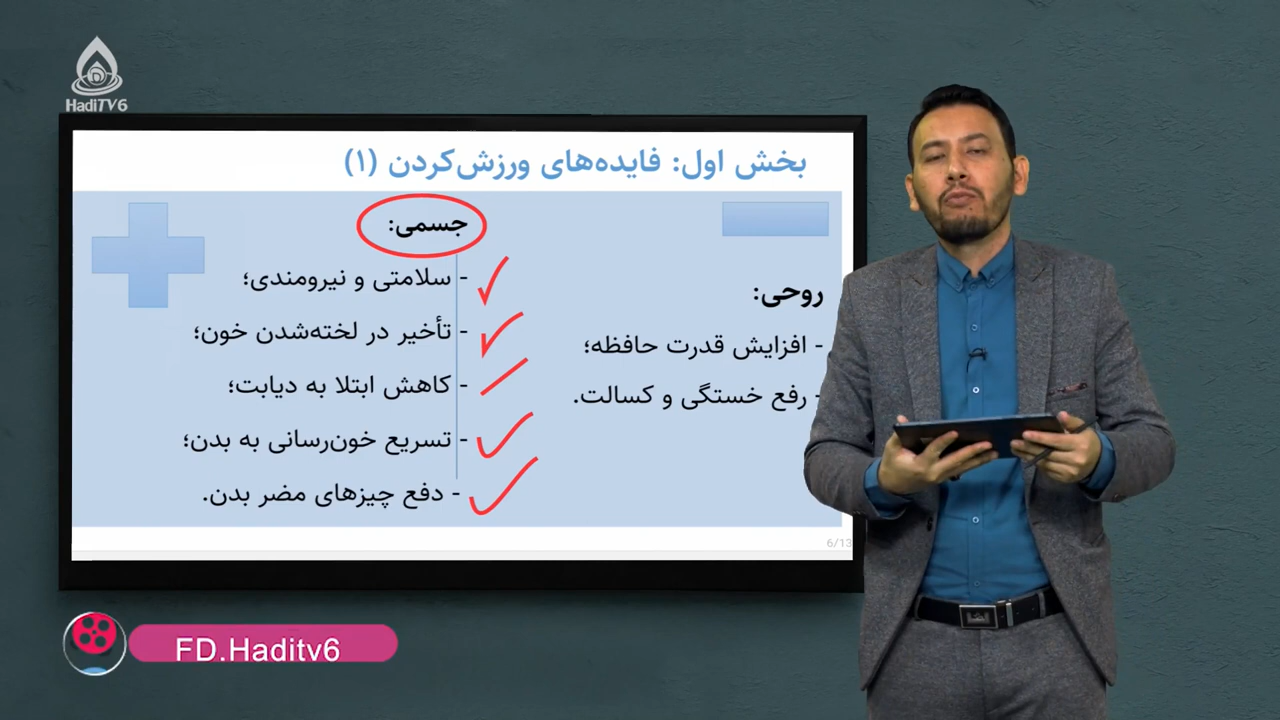 HadiTV6
بخش اول: فایده‌های ورزش‌کردن (۱)
روحی:
- افزایش قدرت حافظه؛
- رفع خستگی و کسالت.
جسمی:
- سلامتی و نیرومندی؛
- تأخیر در لخته‌شدن خون؛
- کاهش ابتلا به دیابت؛
- تسریع خون‌رسانی به بدن؛
- دفع چیزهای مضر بدن.
6/13
FD.Haditv6